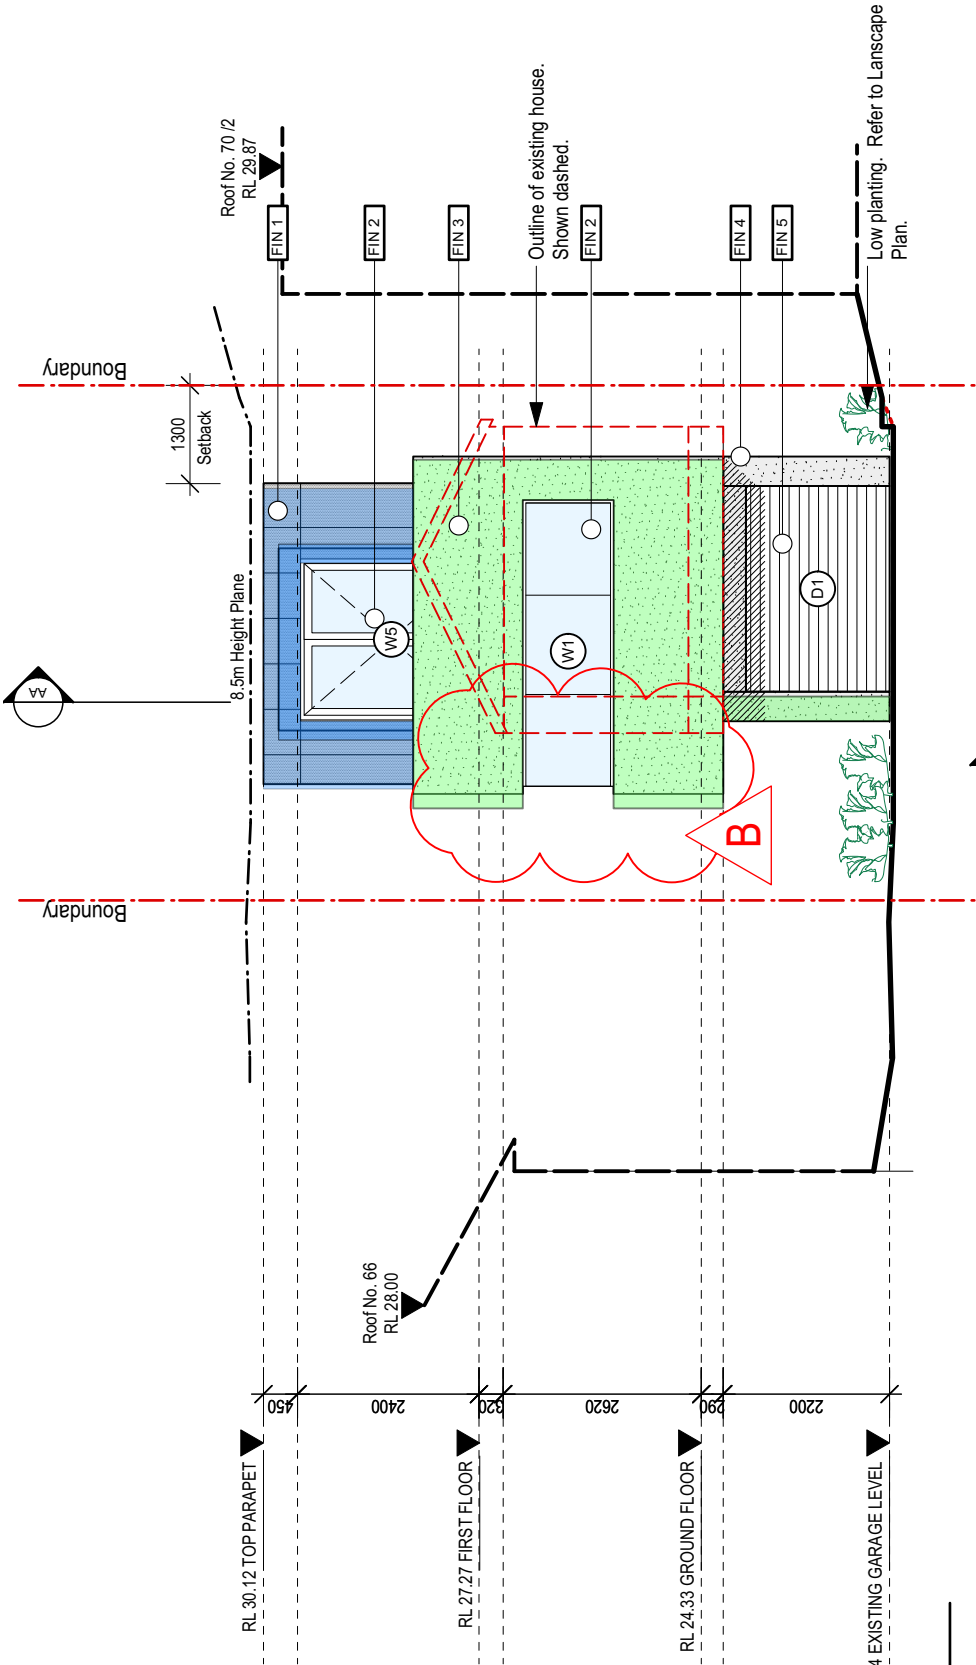 Boundary
1300
Setback
8.5m Height Plane
Roof No. 70 /2
RL 29.87
FIN 1
FIN 2
FIN 3
Outline of existing house.
Shown dashed.
FIN 2
FIN 4
FIN 5
Low planting. Refer to Lanscape
Plan.
AA
W5
W1
D1
B
Boundary
Roof No. 66
RL 28.00
450
2400
320
2620
290
2200
RL 30.12 TOP PARAPET
RL 27.27 FIRST FLOOR
RL 24.33 GROUND FLOOR
4 EXISTING GARAGE LEVEL